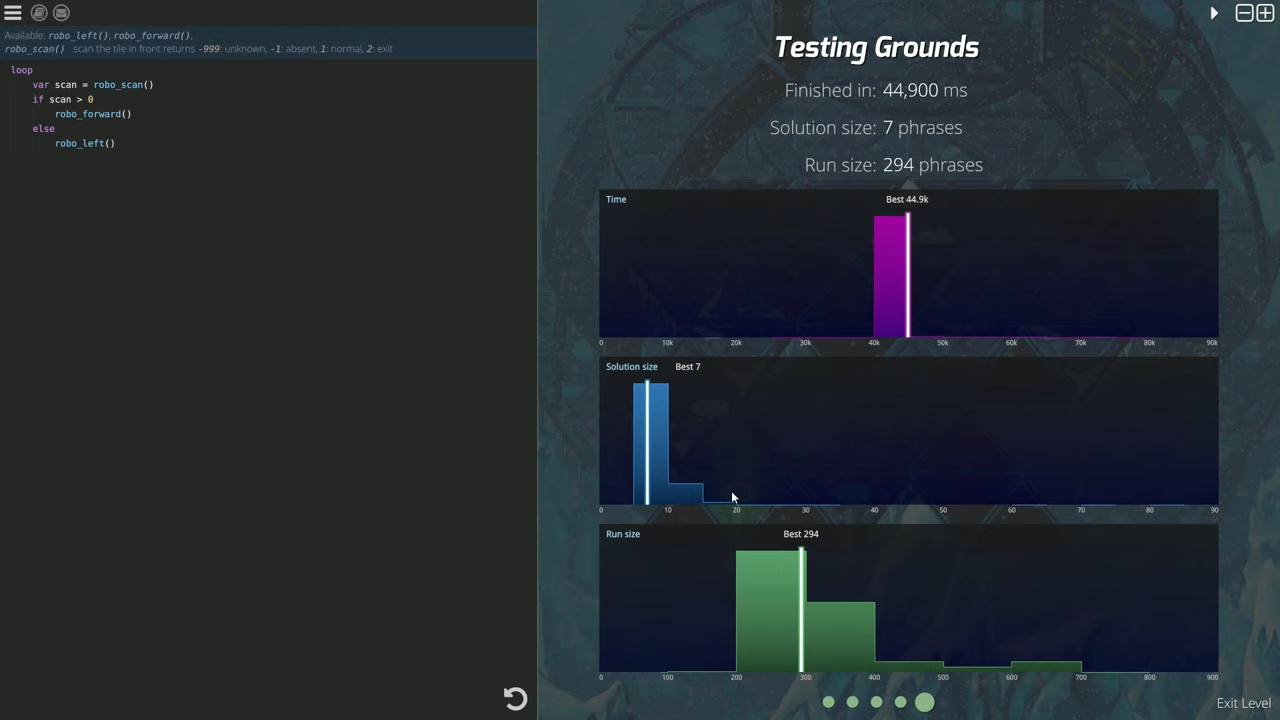 Available: robo_left(), robo_forward(),
robo_scan() scan the tile in front returns -999: unknown, -1: absent, 1: normal, 2: exit
loop
var scan = robo_scan()
if scan > 0
robo_forward()
else
robo_left()
Testing Grounds
Finished in: 44,900 ms
Solution size: 7 phrases
Run size: 294 phrases
Time Best 44.9k
0 10k 20k 30k 40k 50k 60k 70k 80k 90k
Solution size Best 7
0 10 20 30 40 50 60 70 80 90
Run size Best 294
0 100 200 300 400 500 600 700 800 900
Exit Level